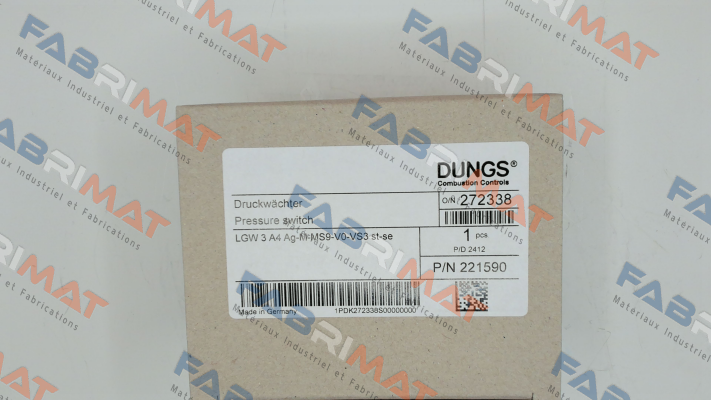 DUNGS®
Combustion Controls
Druckwächter
Pressure switch
O/N 272338
LGW 3 A4 Ag-M-MS9-V0-VS3 st-se
1 pcs
P/D 2412
P/N 221590
Made in Germany
1PDK272338S00000000
FABRIMAT
Materiaux Industriel et Fabrications